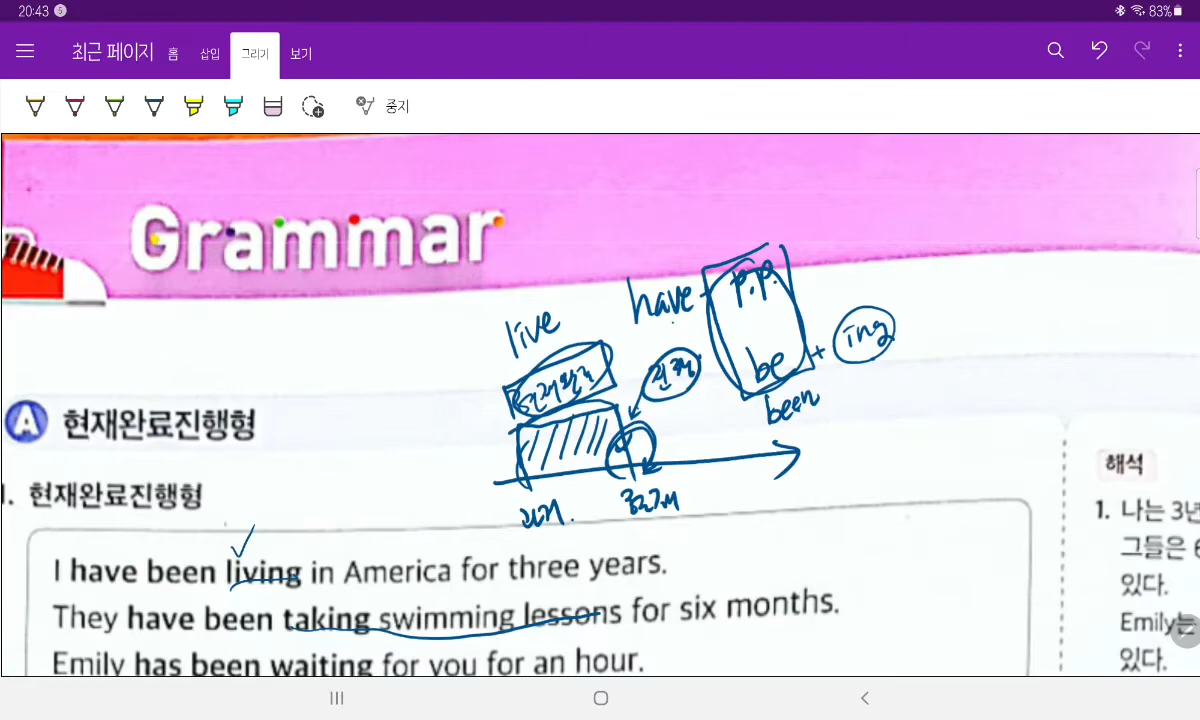 20:43 5 83%
최근 페이지 홈 삽입 그리기 보기
중지
Grammar
have p.p.
live
be + ing
현재완료
진행
been
A 현재완료진행형
해석
과거. 현재
1. 현재완료진행형
1. 나는 3년
I have been living in America for three years.
그들은 6
있다.
They have been taking swimming lessons for six months.
Emily는
Emily has been waiting for you for an hour.
있다.